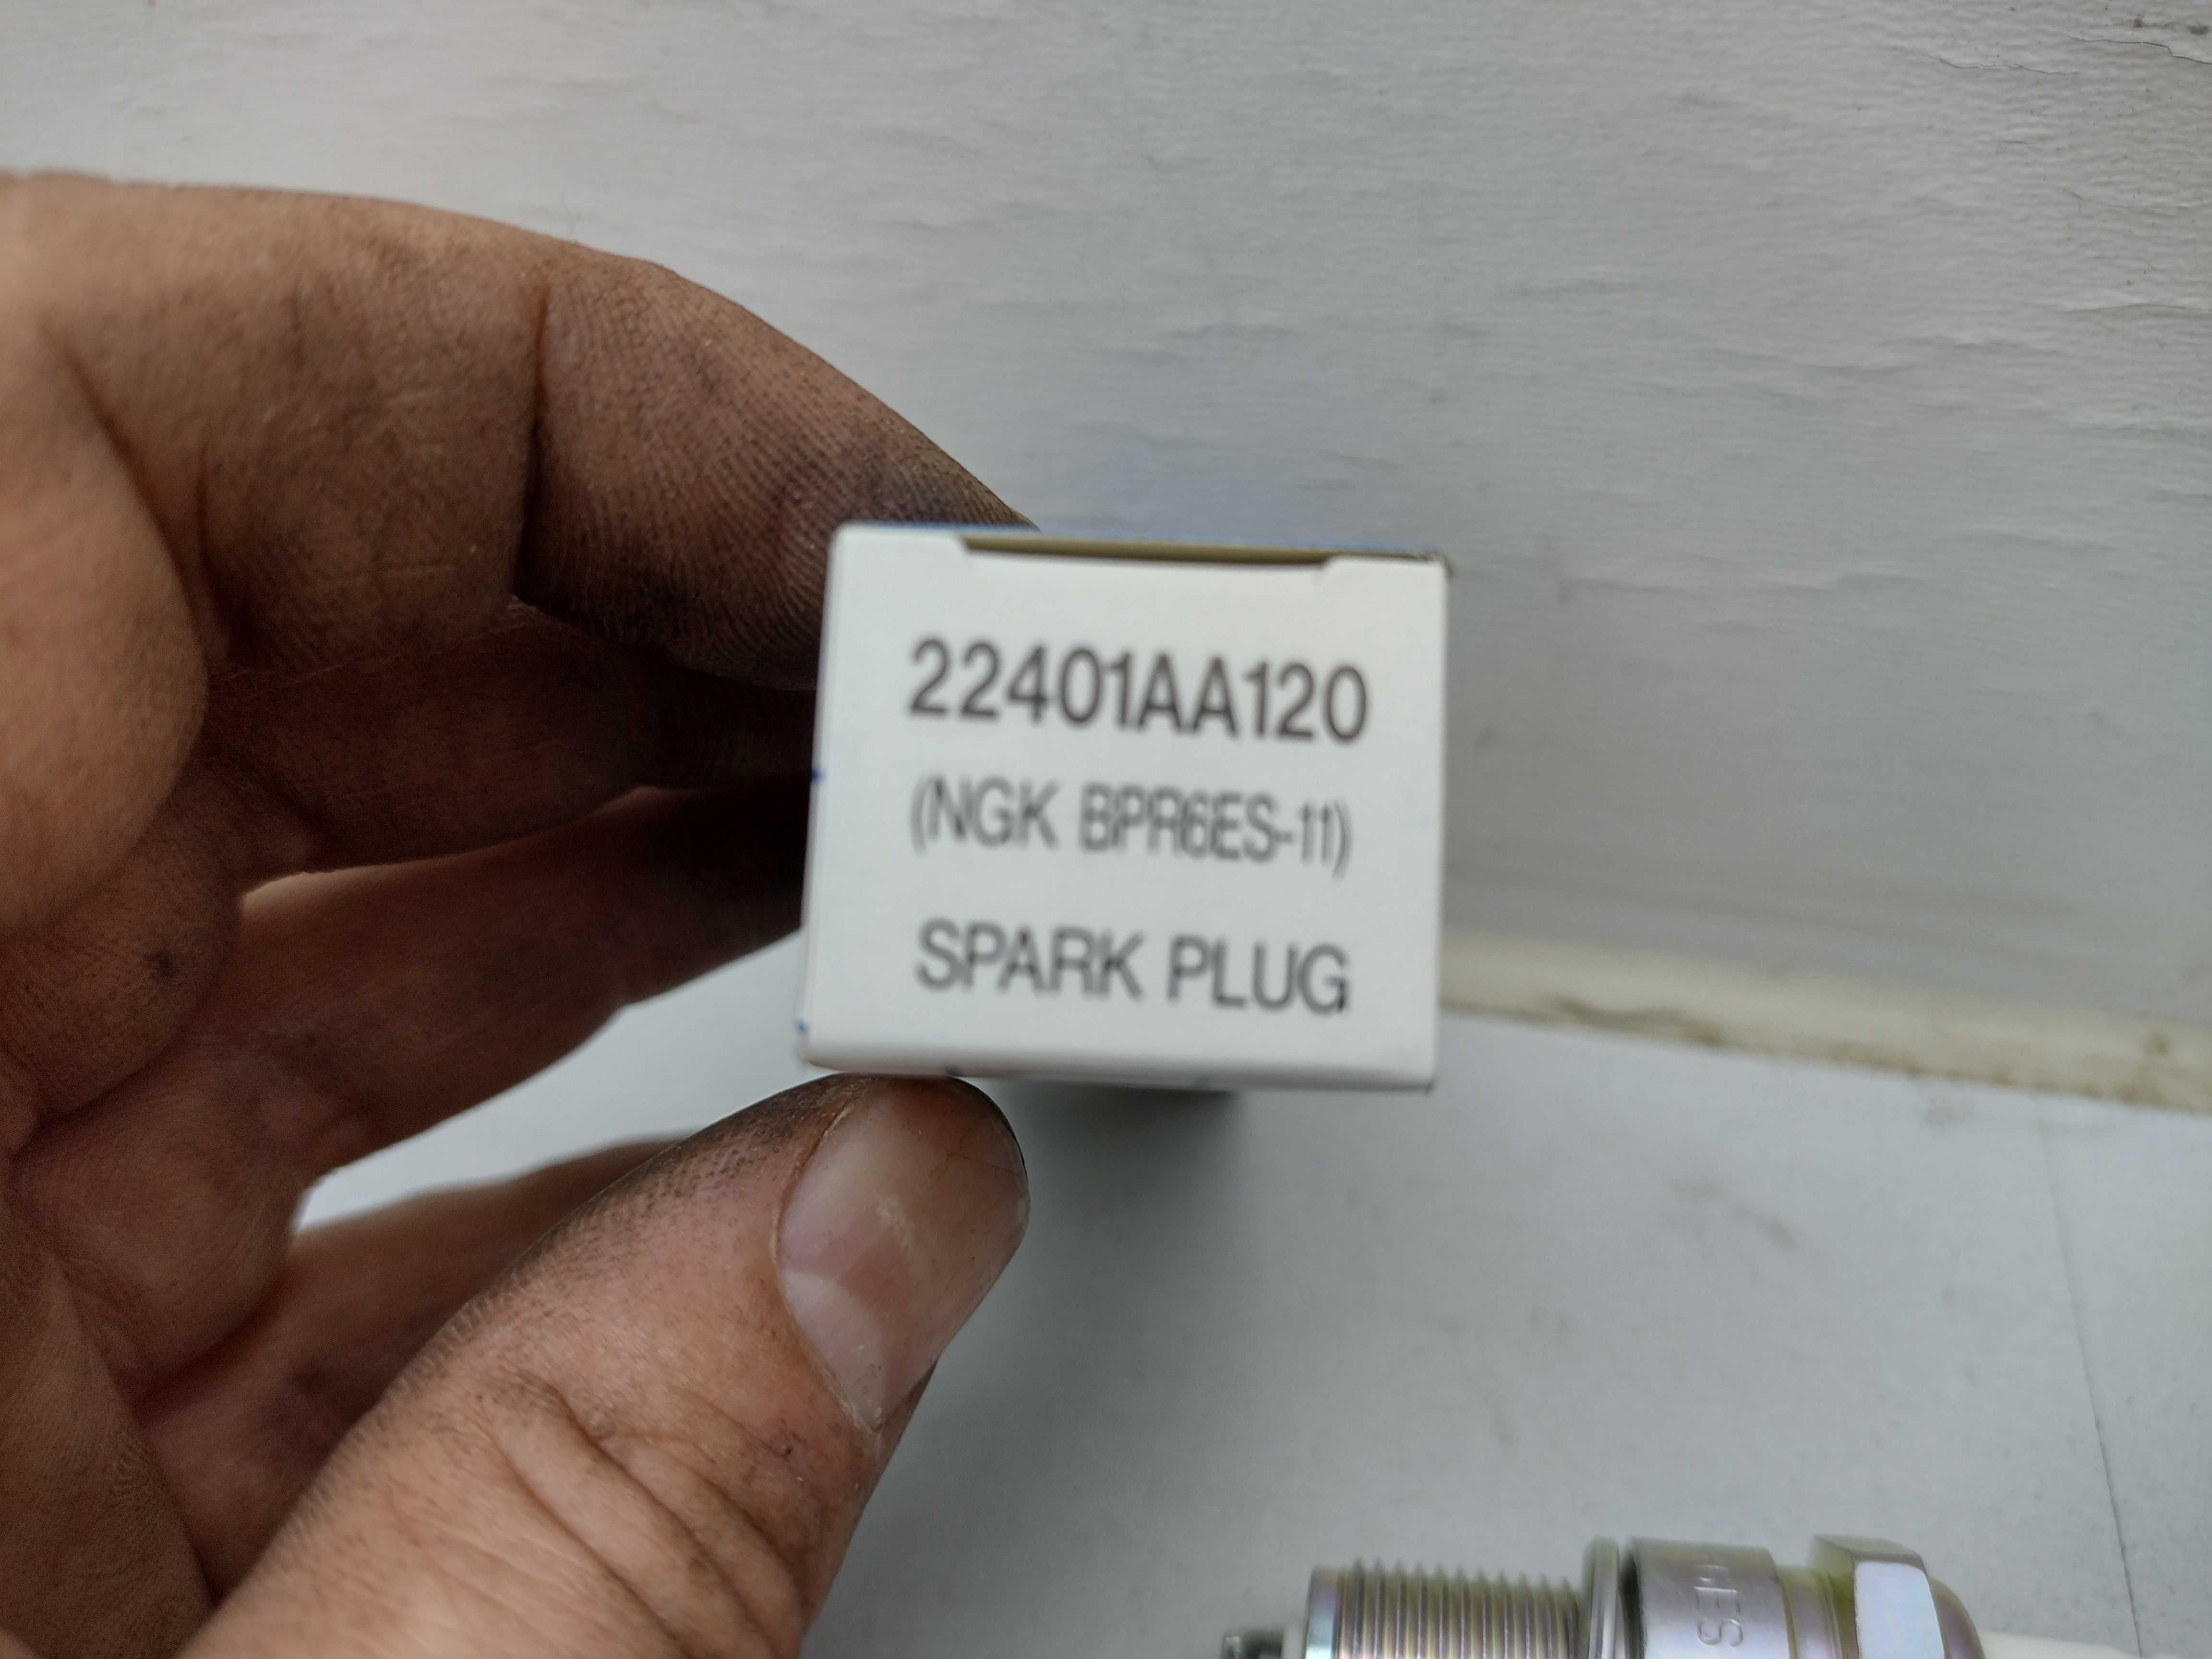 22401AA120
(NGK BPR6ES-11)
SPARK PLUG